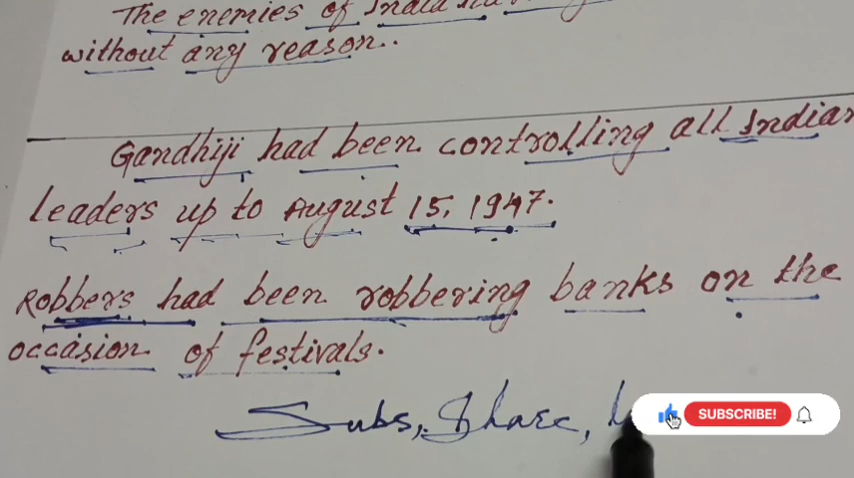 The enemies of India
without any reason..
Gandhiji had been controlling all Indian
leaders up to August 15, 1947.
Robbers had been robbering banks on the
occasion of festivals.
Subs, Share,
SUBSCRIBE!